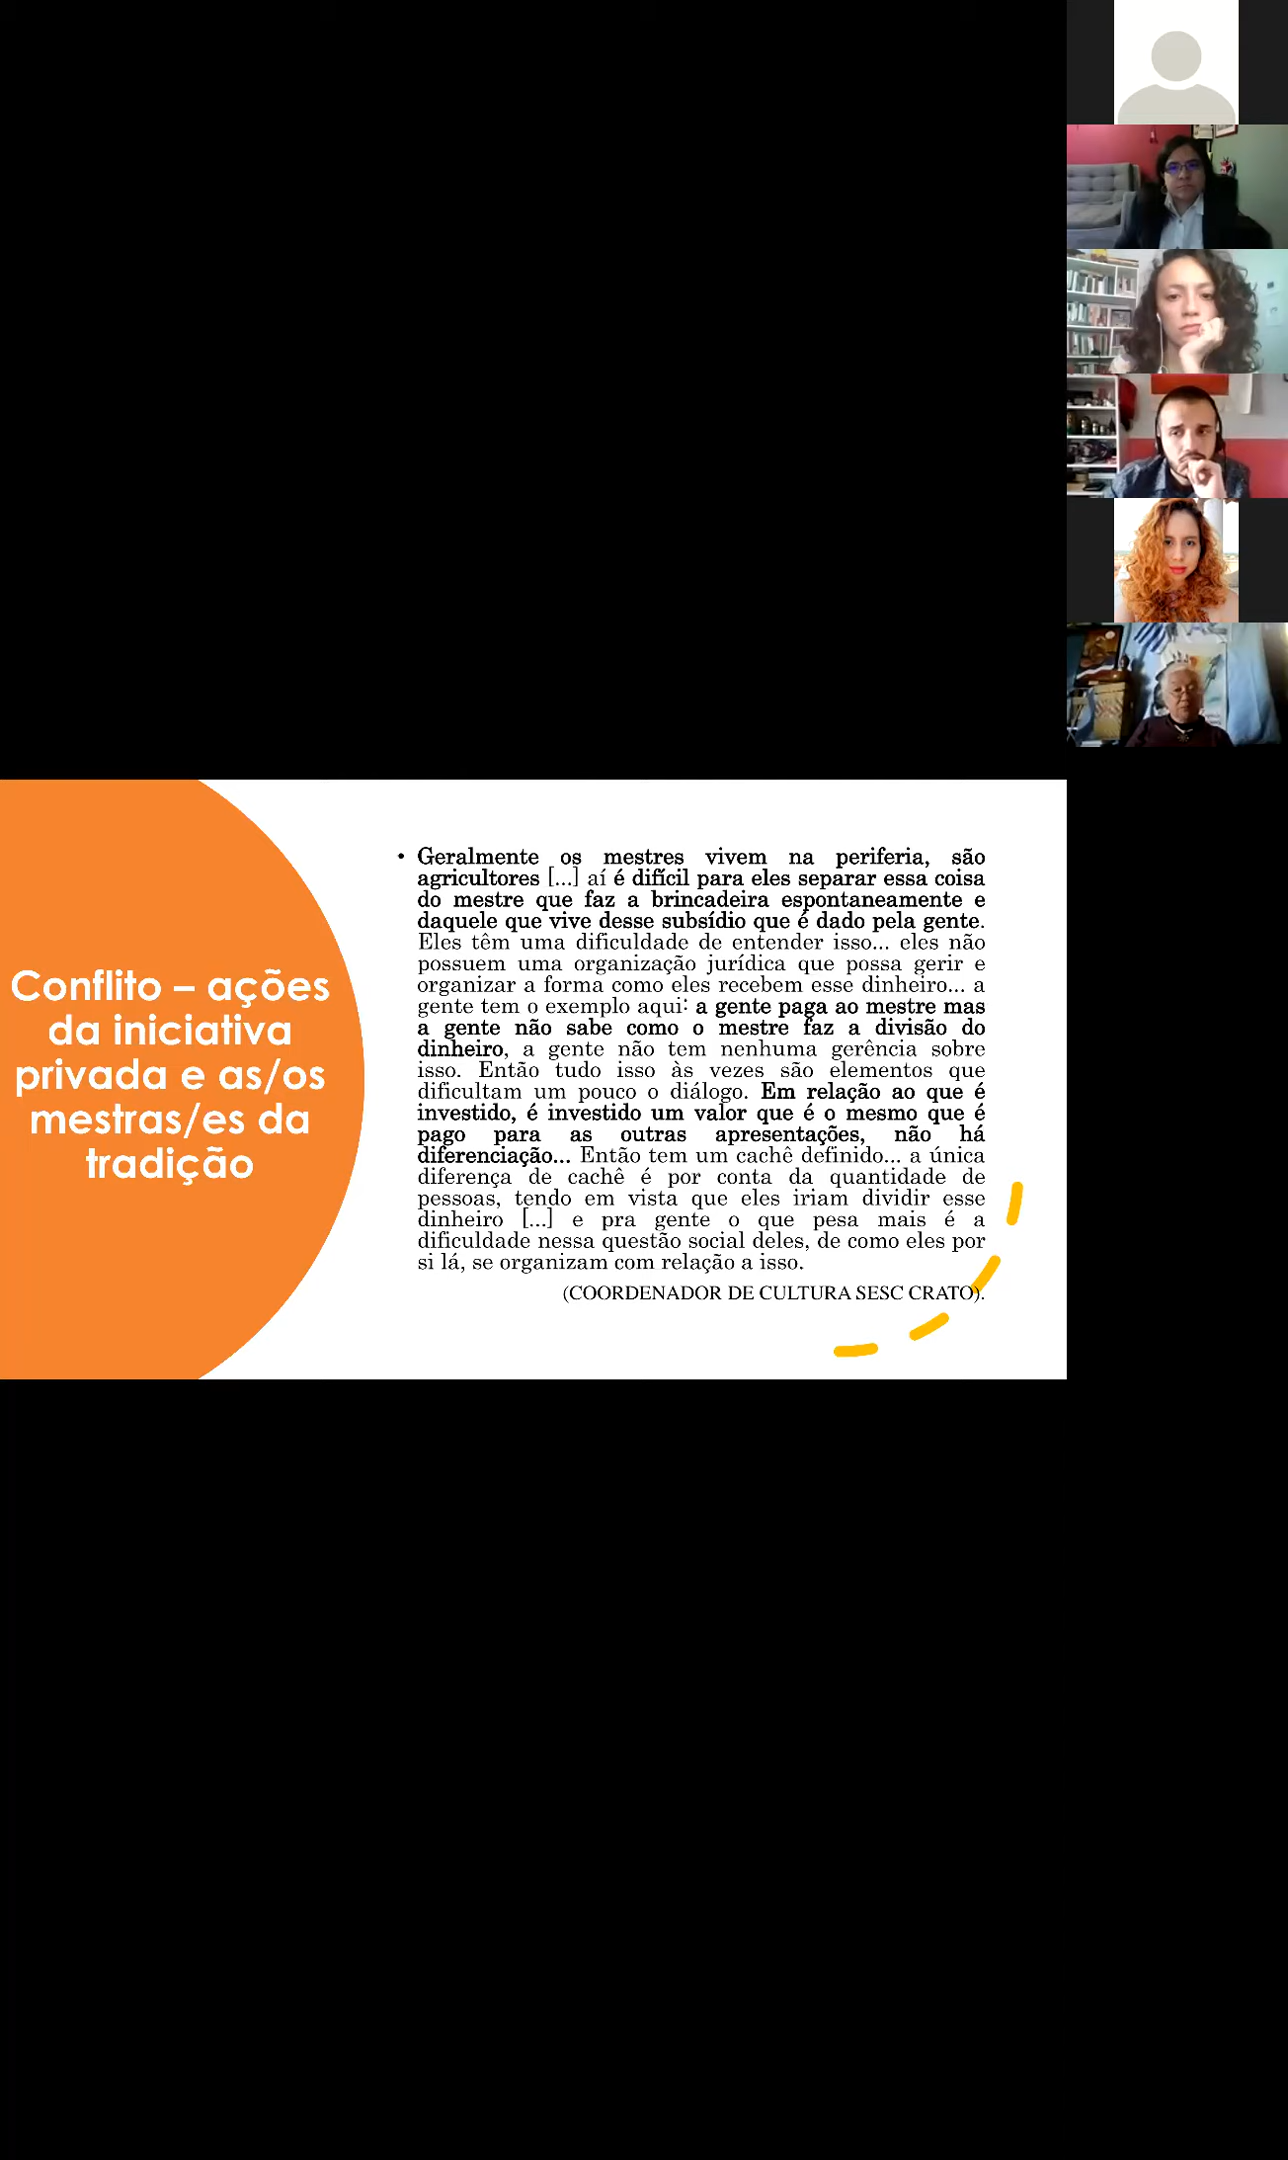 Conflito – ações
da iniciativa
privada e as/os
mestras/es da
tradição
• Geralmente os mestres vivem na periferia, são
agricultores [...] aí é difícil para eles separar essa coisa
do mestre que faz a brincadeira espontaneamente e
daquele que vive desse subsídio que é dado pela gente.
Eles têm uma dificuldade de entender isso... eles não
possuem uma organização jurídica que possa gerir e
organizar a forma como eles recebem esse dinheiro... a
gente tem o exemplo aqui: a gente paga ao mestre mas
a gente não sabe como o mestre faz a divisão do
dinheiro, a gente não tem nenhuma gerência sobre
isso. Então tudo isso às vezes são elementos que
dificultam um pouco o diálogo. Em relação ao que é
investido, é investido um valor que é o mesmo que é
pago para as outras apresentações, não há
diferenciação... Então tem um cachê definido... a única
diferença de cachê é por conta da quantidade de
pessoas, tendo em vista que eles iriam dividir esse
dinheiro [...] e pra gente o que pesa mais é a
dificuldade nessa questão social deles, de como eles por
si lá, se organizam com relação a isso.
(COORDENADOR DE CULTURA SESC CRATO).